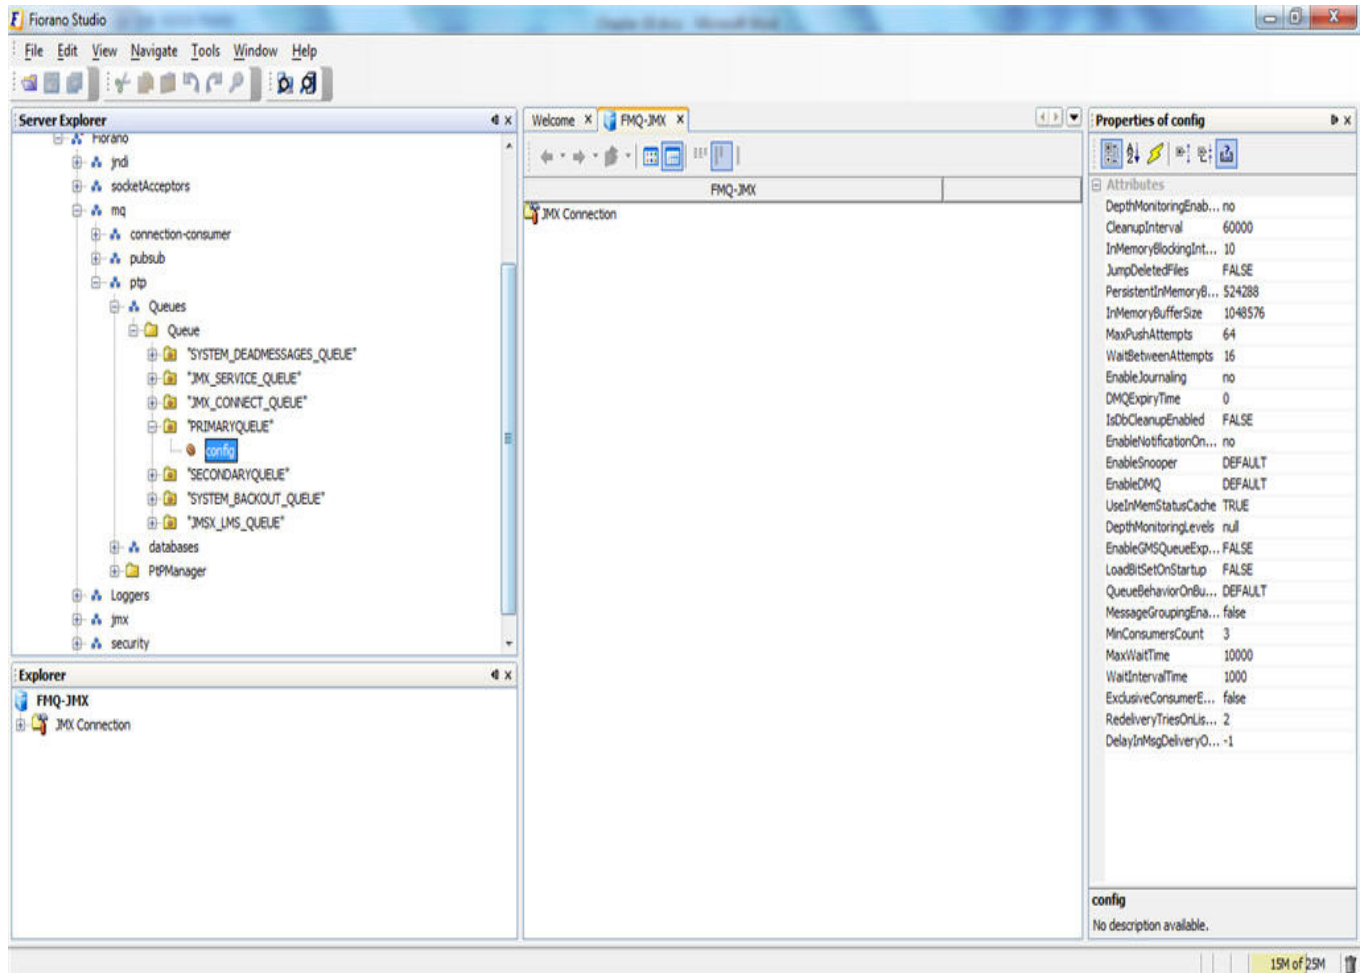 Fiorano Studio
File Edit View Navigate Tools Window Help
Server Explorer
Fiorano
jndi
socketAcceptors
mq
connection-consumer
pubsub
ptp
Queues
Queue
"SYSTEM_DEADMESSAGES_QUEUE"
"JMX_SERVICE_QUEUE"
"JMX_CONNECT_QUEUE"
"PRIMARYQUEUE"
config
"SECONDARYQUEUE"
"SYSTEM_BACKOUT_QUEUE"
"JMSX_LMS_QUEUE"
databases
PtPManager
Loggers
jmx
security
Explorer
FMQ-JMX
JMX Connection
Welcome FMQ-JMX
FMQ-JMX
JMX Connection
Properties of config
Attributes
DepthMonitoringEnab... no
CleanupInterval 60000
InMemoryBlockingInt... 10
JumpDeletedFiles FALSE
PersistentInMemoryB... 524288
InMemoryBufferSize 1048576
MaxPushAttempts 64
WaitBetweenAttempts 16
EnableJournaling no
DMQExpiryTime 0
IsDbCleanupEnabled FALSE
EnableNotificationOn... no
EnableSnooper DEFAULT
EnableDMQ DEFAULT
UseInMemStatusCache TRUE
DepthMonitoringLevels null
EnableGMSQueueExp... FALSE
LoadBitSetOnStartup FALSE
QueueBehaviorOnBu... DEFAULT
MessageGroupingEna... false
MinConsumersCount 3
MaxWaitTime 10000
WaitIntervalTime 1000
ExclusiveConsumerE... false
RedeliveryTriesOnLis... 2
DelayInMsgDeliveryO... -1
config
No description available.
15M of 25M